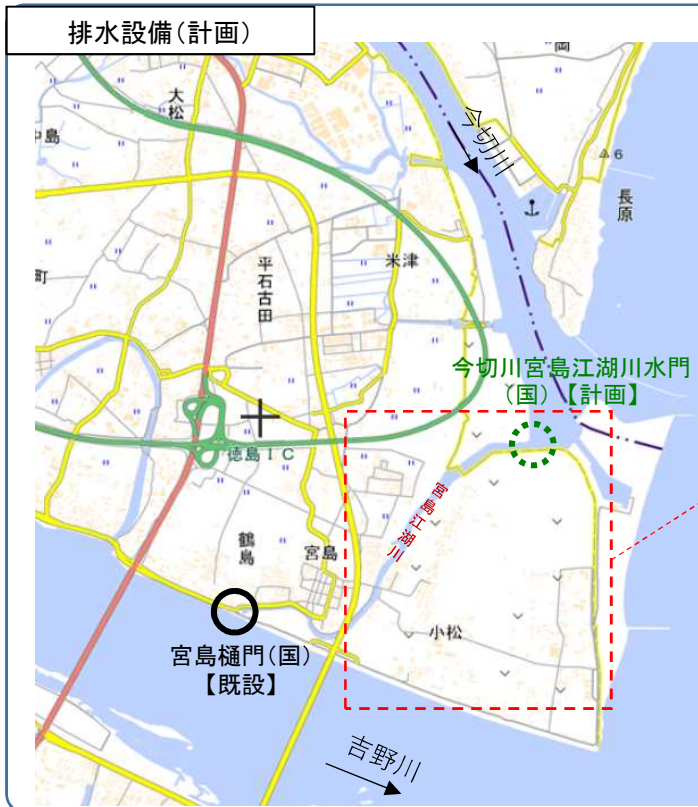 排水設備(計画)
岡
大松
今切川
中島
6
長原
平石古田
米津
町
今切川宮島江湖川水門
(国)【計画】
徳島IC
宮島江湖川
鶴島
宮島
小松
宮島樋門(国)
【既設】
吉野川